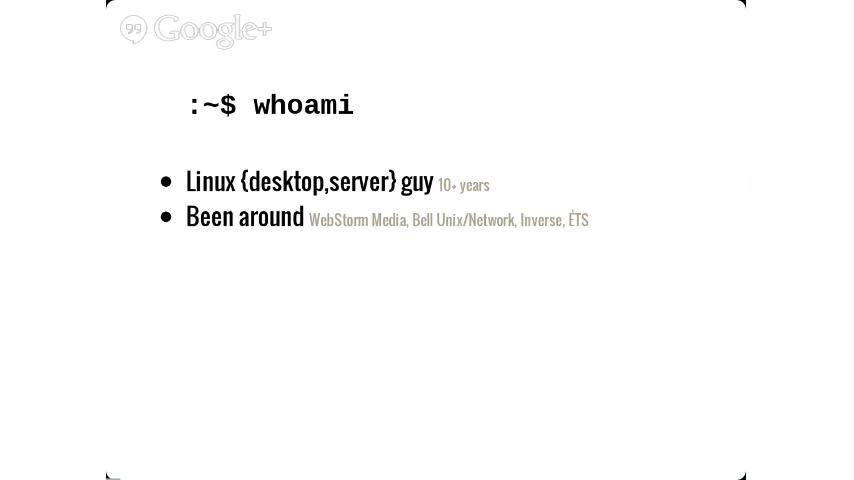 Google+
:~$ whoami
Linux {desktop,server} guy 10+ years
Been around WebStorm Media, Bell Unix/Network, Inverse, ÉTS